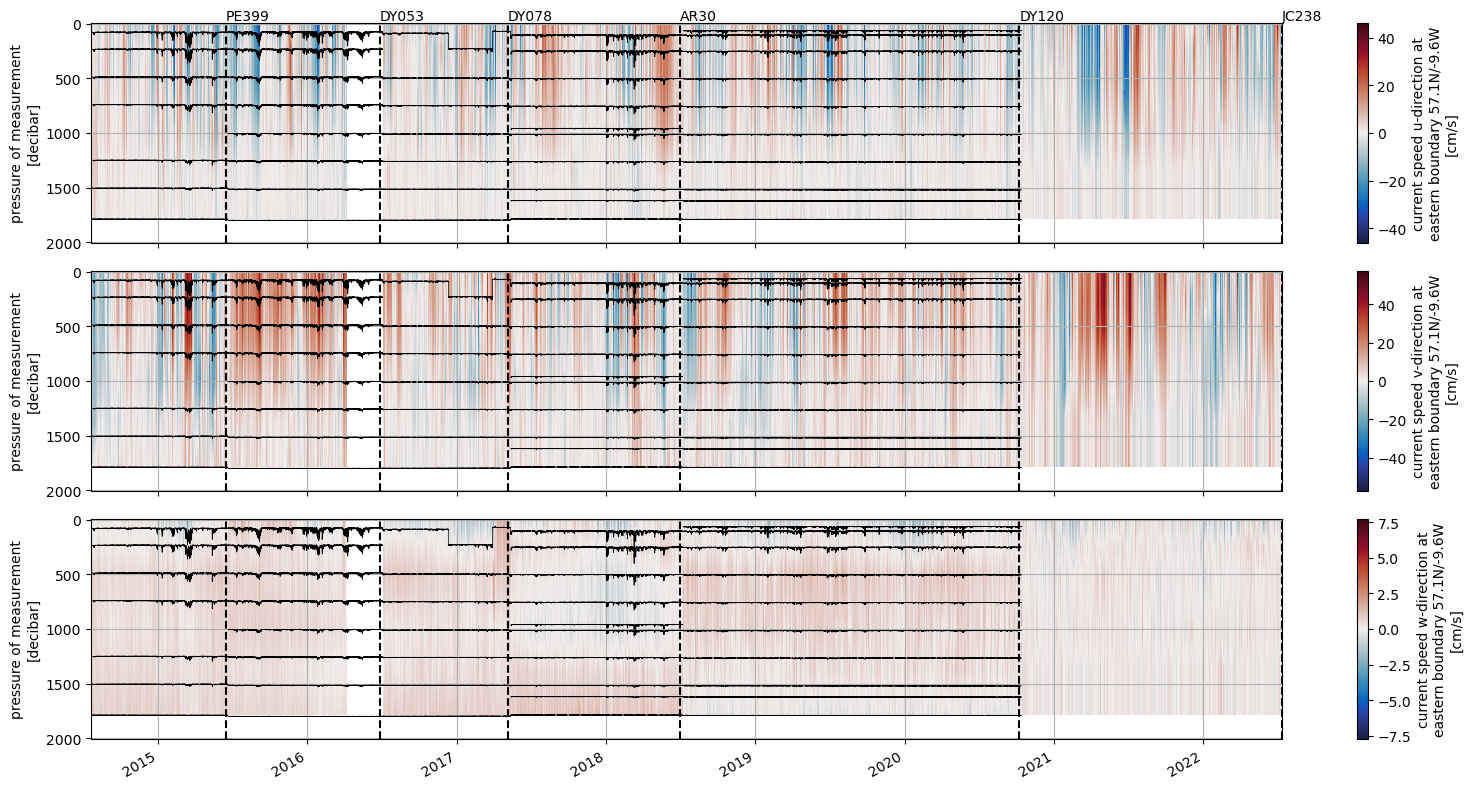 PE399 DY053 DY078 AR30 DY120 JC238
0
500
1000
1500
2000
pressure of measurement
[decibar]
40
20
0
−20
−40
current speed u-direction at
eastern boundary 57.1N/-9.6W
[cm/s]
0
500
1000
1500
2000
pressure of measurement
[decibar]
40
20
0
−20
−40
current speed v-direction at
eastern boundary 57.1N/-9.6W
[cm/s]
0
500
1000
1500
2000
pressure of measurement
[decibar]
7.5
5.0
2.5
0.0
−2.5
−5.0
−7.5
current speed w-direction at
eastern boundary 57.1N/-9.6W
[cm/s]
2015 2016 2017 2018 2019 2020 2021 2022